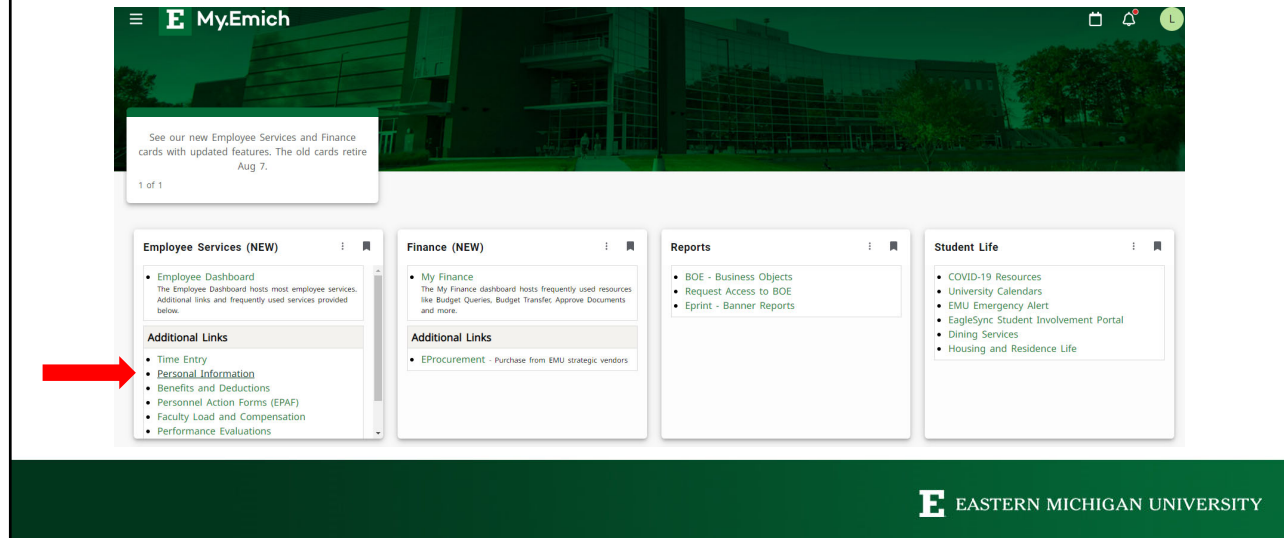 E My.Emich
L
See our new Employee Services and Finance
cards with updated features. The old cards retire
Aug 7.
1 of 1
Employee Services (NEW)
Employee Dashboard
The Employee Dashboard hosts most employee services.
Additional links and frequently used services provided
below.
Additional Links
Time Entry
Personal Information
Benefits and Deductions
Personnel Action Forms (EPAF)
Faculty Load and Compensation
Performance Evaluations
Finance (NEW)
My Finance
The My Finance dashboard hosts frequently used resources
like Budget Queries, Budget Transfer, Approve Documents
and more.
Additional Links
EProcurement - Purchase from EMU strategic vendors
Reports
BOE - Business Objects
Request Access to BOE
Eprint - Banner Reports
Student Life
COVID-19 Resources
University Calendars
EMU Emergency Alert
EagleSync Student Involvement Portal
Dining Services
Housing and Residence Life
E EASTERN MICHIGAN UNIVERSITY